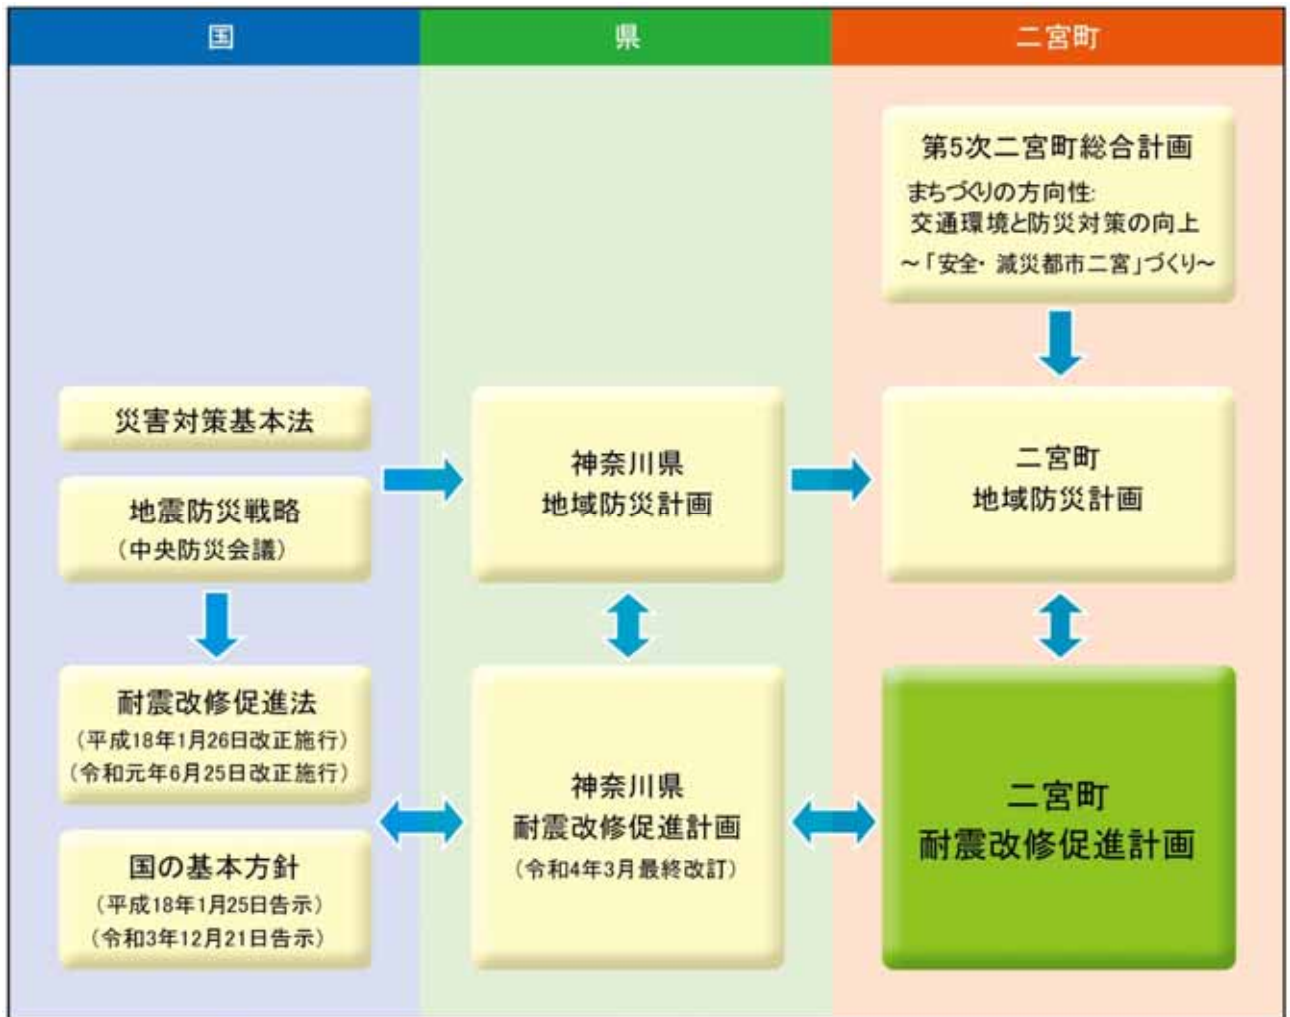 国
県
二宮町
第5次二宮町総合計画
まちづくりの方向性:
交通環境と防災対策の向上
～「安全・減災都市二宮」づくり～
災害対策基本法
地震防災戦略
（中央防災会議）
神奈川県
地域防災計画
二宮町
地域防災計画
耐震改修促進法
（平成18年1月26日改正施行）
（令和元年6月25日改正施行）
国の基本方針
（平成18年1月25日告示）
（令和3年12月21日告示）
神奈川県
耐震改修促進計画
（令和4年3月最終改訂）
二宮町
耐震改修促進計画